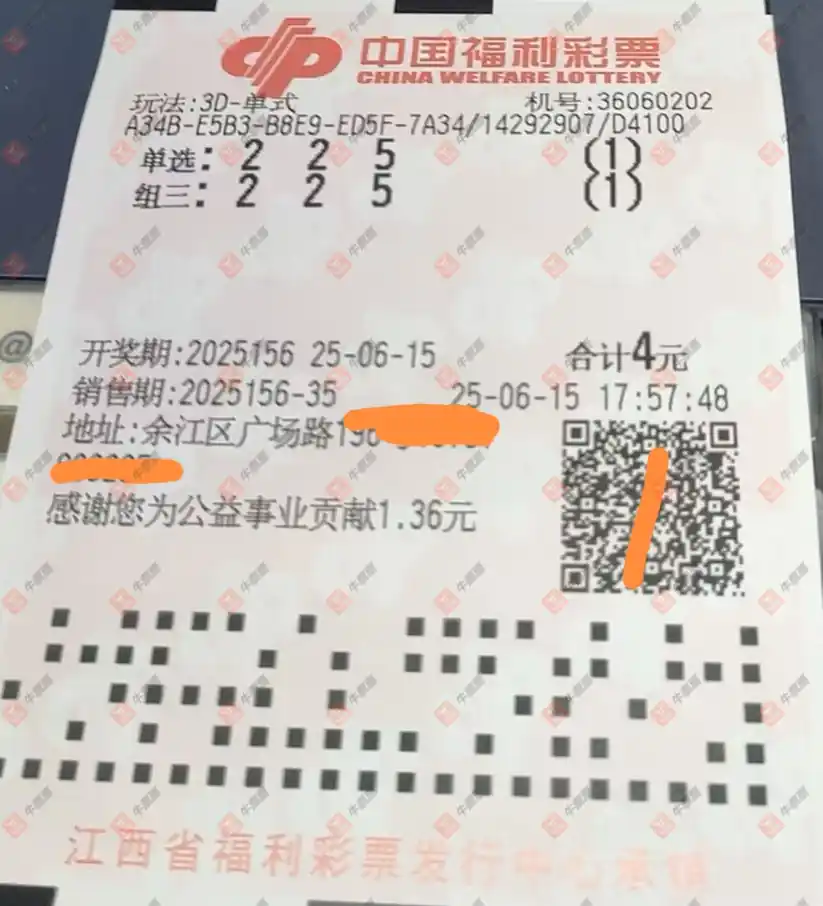 中国福利彩票
CHINA WELFARE LOTTERY
玩法:3D-单式 机号:36060202
A34B-E5B3-B8E9-ED5F-7A34/14292907/D4100
单选: 2 2 5 (1)
组三: 2 2 5 (1)
开奖期:2025156 25-06-15 合计4元
销售期:2025156-35 25-06-15 17:57:48
地址:余江区广场路
感谢您为公益事业贡献1.36元
江西省福利彩票发行中心承销